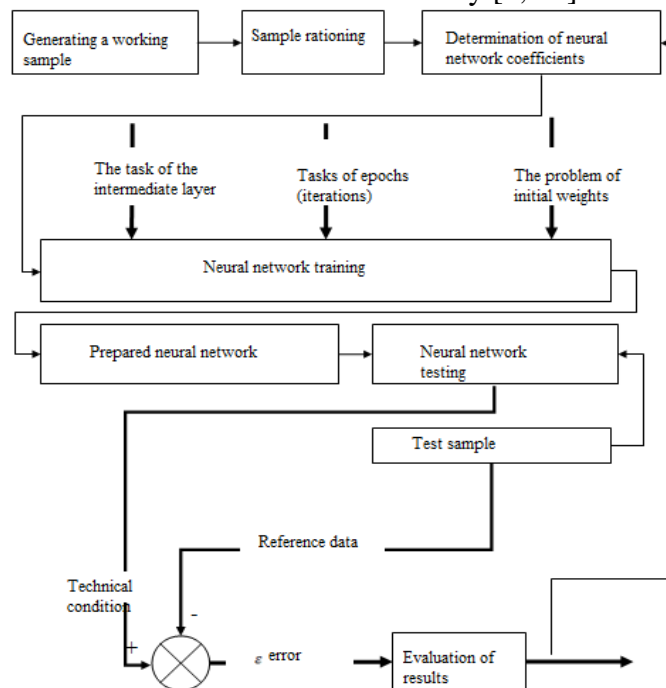 Generating a working
sample
Sample rationing
Determination of neural
network coefficients
The task of the
intermediate layer
Tasks of epochs
(iterations)
The problem of
initial weights
Neural network training
Prepared neural network
Neural network
testing
Test sample
Reference data
Technical
condition
-
+
ε error
Evaluation of
results